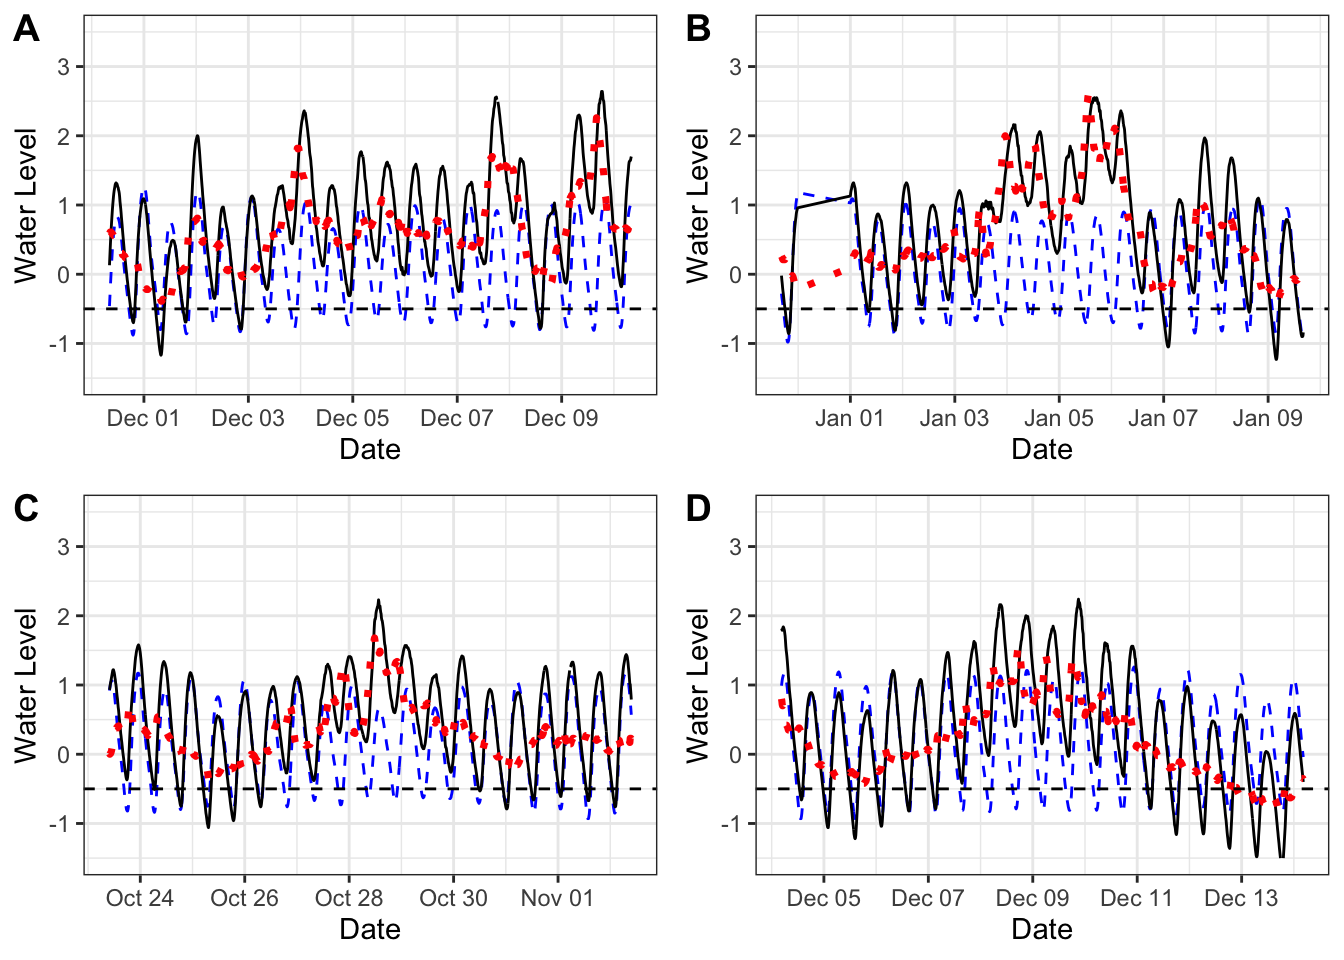 A
Water Level
3
2
1
0
-1
Dec 01 Dec 03 Dec 05 Dec 07 Dec 09
Date
B
Water Level
3
2
1
0
-1
Jan 01 Jan 03 Jan 05 Jan 07 Jan 09
Date
C
Water Level
3
2
1
0
-1
Oct 24 Oct 26 Oct 28 Oct 30 Nov 01
Date
D
Water Level
3
2
1
0
-1
Dec 05 Dec 07 Dec 09 Dec 11 Dec 13
Date